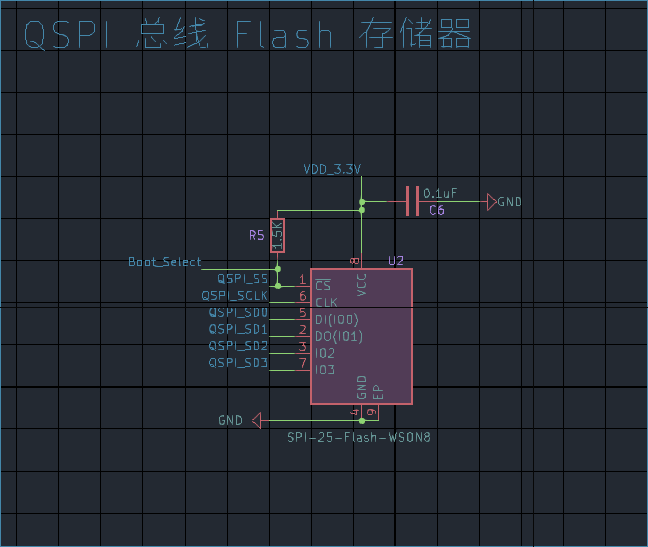 QSPI 总线 Flash 存储器
VDD_3.3V
0.1uF
GND
C6
R5
1.5K
Boot_Select
8
U2
QSPI_SS
1
CS
VCC
QSPI_SCLK
6
CLK
QSPI_SD0
5
DI(IO0)
QSPI_SD1
2
DO(IO1)
QSPI_SD2
3
IO2
QSPI_SD3
7
IO3
GND
EP
4
9
GND
SPI-25-Flash-WSON8